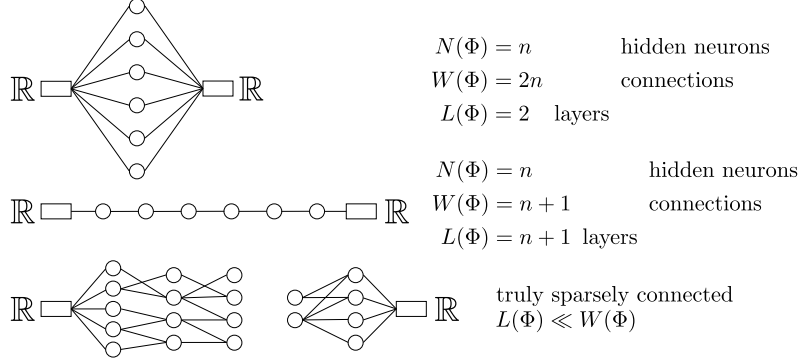 ℝ ℝ
N(Φ) = n hidden neurons
W(Φ) = 2n connections
L(Φ) = 2 layers
ℝ ℝ
N(Φ) = n hidden neurons
W(Φ) = n + 1 connections
L(Φ) = n + 1 layers
ℝ ℝ
truly sparsely connected
L(Φ) ≪ W(Φ)